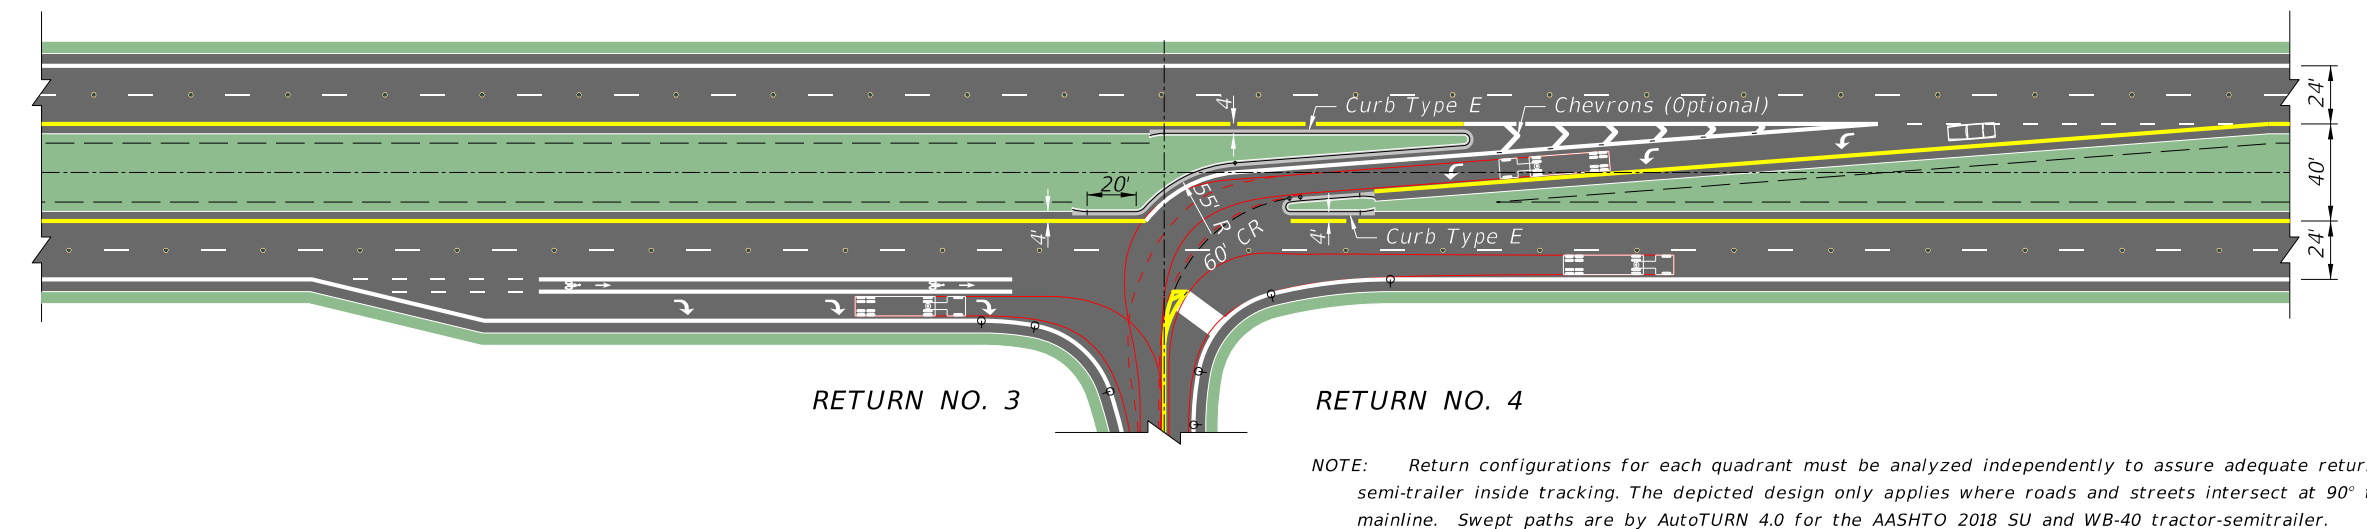 4'
Curb Type E
Chevrons (Optional)
24'
20'
55' R
40'
4'
60' CR
4'
Curb Type E
24'
RETURN NO. 3
RETURN NO. 4
NOTE: Return configurations for each quadrant must be analyzed independently to assure adequate
semi-trailer inside tracking. The depicted design only applies where roads and streets intersect at 90°
mainline. Swept paths are by AutoTURN 4.0 for the AASHTO 2018 SU and WB-40 tractor-semitrailer.